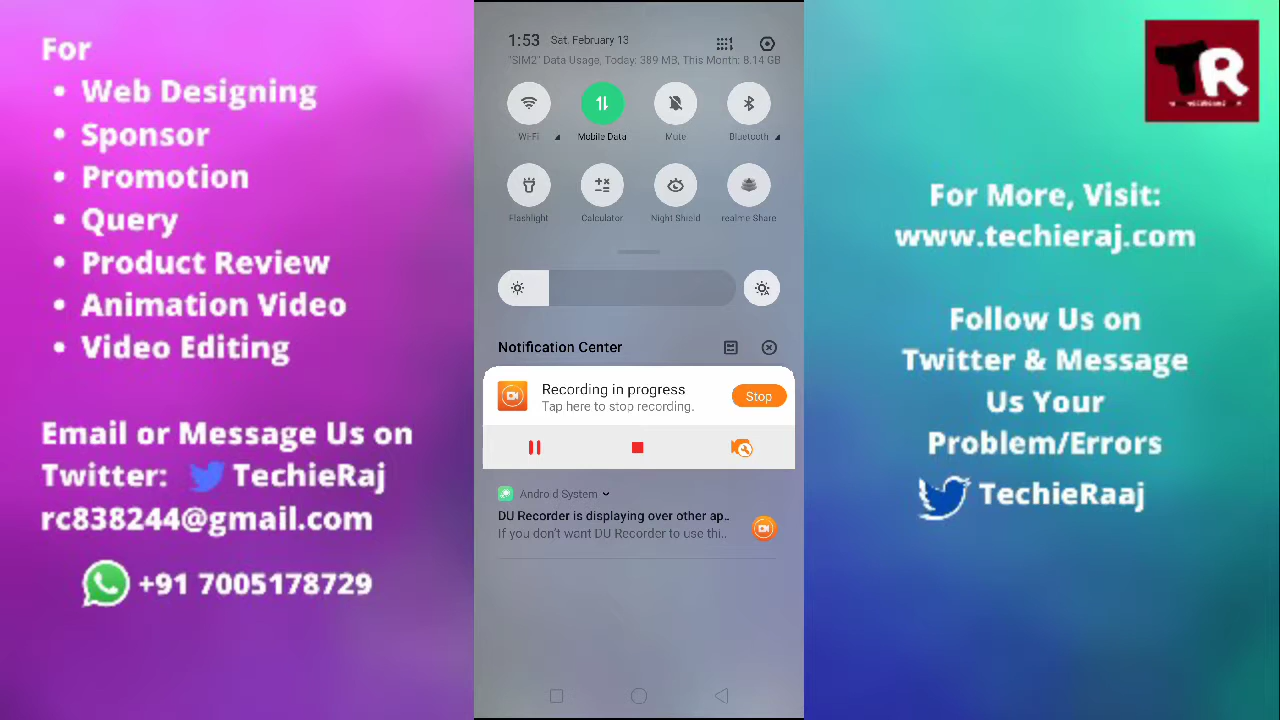 For
• Web Designing
• Sponsor
• Promotion
• Query
• Product Review
• Animation Video
• Video Editing
Email or Message Us on
Twitter: TechieRaj
rc838244@gmail.com
+91 7005178729
1:53 Sat, February 13
"SIM2" Data Usage, Today: 389 MB, This Month: 8.14 GB
Wi-Fi Mobile Data Mute Bluetooth
Flashlight Calculator Night Shield realme Share
Notification Center
Recording in progress
Tap here to stop recording.
Stop
Android System
DU Recorder is displaying over other ap..
If you don't want DU Recorder to use thi..
TR
For More, Visit:
www.techieraj.com
Follow Us on
Twitter & Message
Us Your
Problem/Errors
TechieRaaj